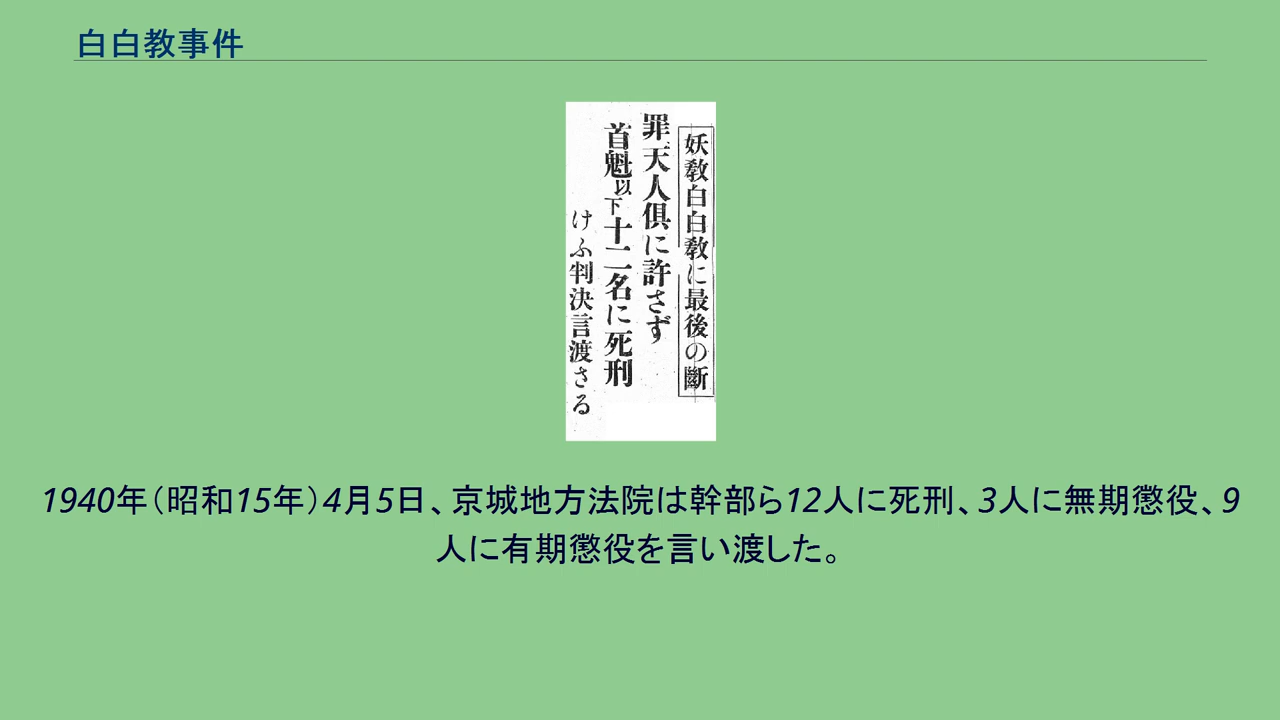 白白教事件
妖教白白教に最後の斷
罪、天人倶に許さず
首魁以下十二名に死刑
けふ判決言渡さる
1940年（昭和15年）4月5日、京城地方法院は幹部ら12人に死刑、3人に無期懲役、9
人に有期懲役を言い渡した。